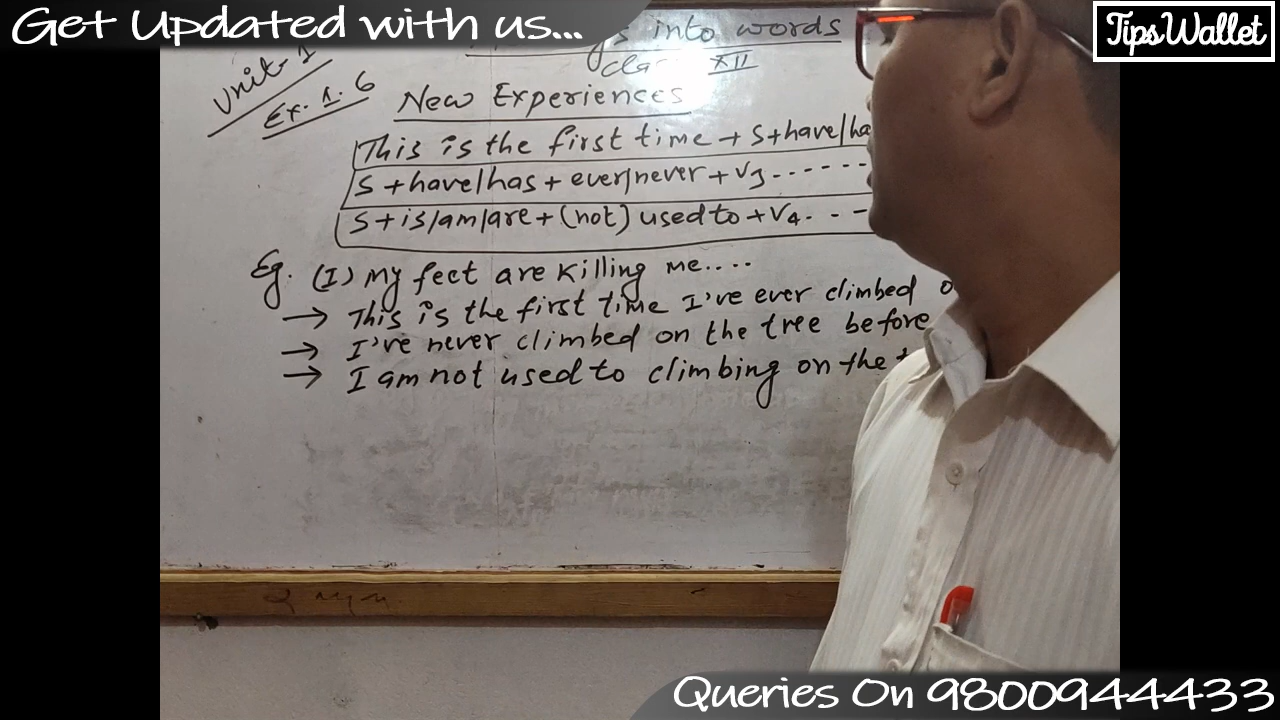 Get Updated with us...
TipsWallet
into words
Unit-1
class XII
Ex. 1.6
New Experiences
This is the first time + S+have/ha
S + have/has + ever/never + V3 ......
S + is/am/are + (not) used to + V4. - -
Eg. (I) My feet are killing me....
→ This is the first time I've ever climbed o
→ I've never climbed on the tree before
→ I am not used to climbing on the t
Queries On 9800944433